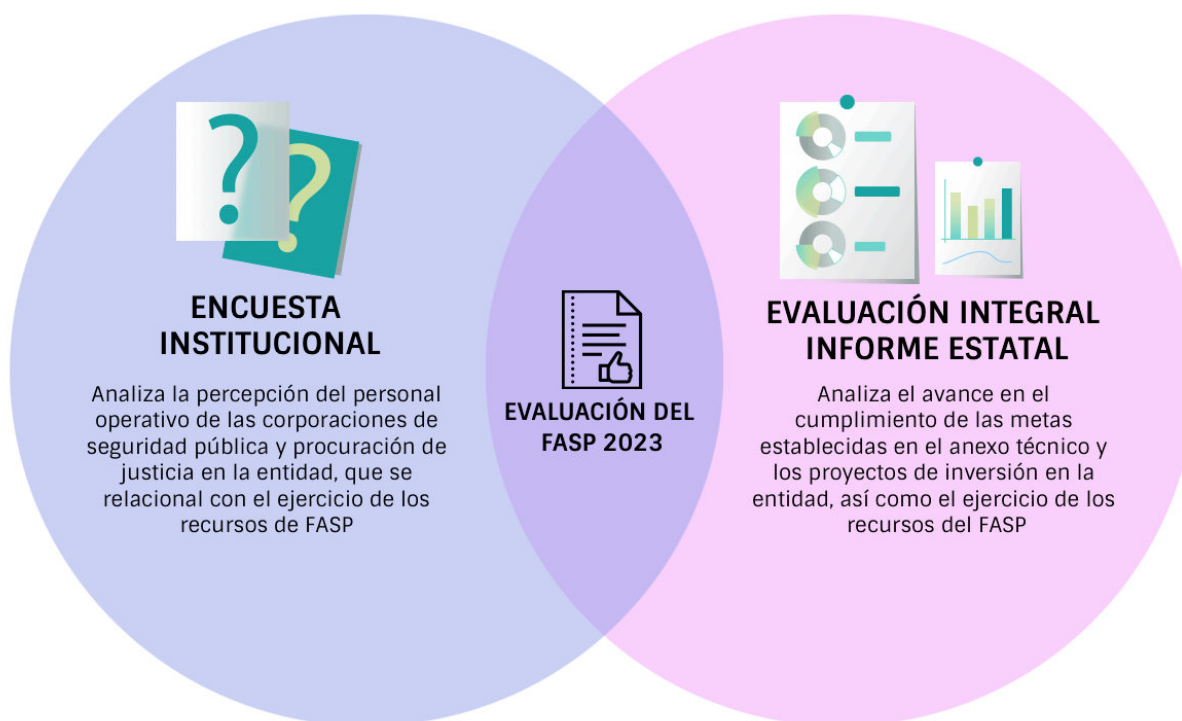 ENCUESTA
INSTITUCIONAL
Analiza la percepción del personal
operativo de las corporaciones de
seguridad pública y procuración de
justicia en la entidad, que se
relacional con el ejercicio de los
recursos de FASP
EVALUACIÓN DEL
FASP 2023
EVALUACIÓN INTEGRAL
INFORME ESTATAL
Analiza el avance en el
cumplimiento de las metas
establecidas en el anexo técnico y
los proyectos de inversión en la
entidad, así como el ejercicio de los
recursos del FASP